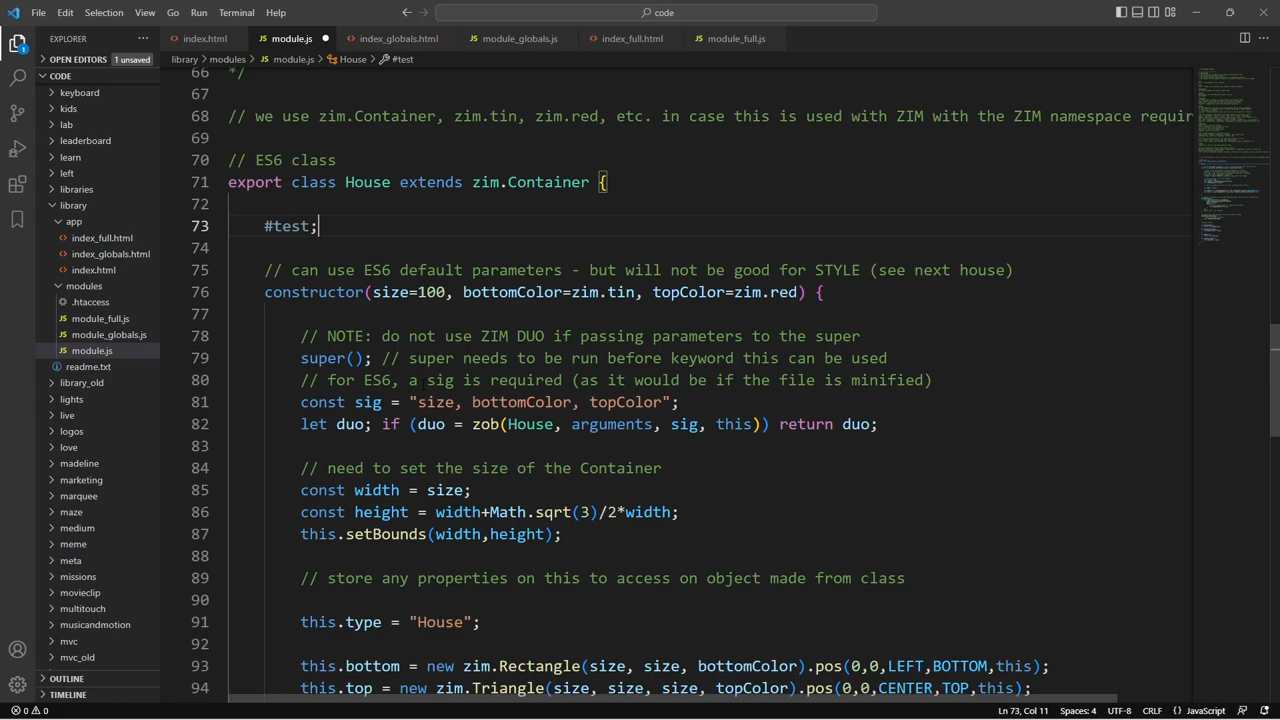 File Edit Selection View Go Run Terminal Help
code
EXPLORER
index.html
module.js
index_globals.html
module_globals.js
index_full.html
module_full.js
OPEN EDITORS 1 unsaved
library > modules > JS module.js > House > #test
CODE
keyboard
kids
lab
leaderboard
learn
left
libraries
library
app
index_full.html
index_globals.html
index.html
modules
.htaccess
JS module_full.js
JS module_globals.js
JS module.js
readme.txt
library_old
lights
live
logos
love
madeline
marketing
marquee
maze
medium
meme
meta
missions
movieclip
multitouch
musicandmotion
mvc
mvc_old
OUTLINE
TIMELINE
66 */
67
68 // we use zim.Container, zim.tin. zim.red, etc. in case this is used with ZIM with the ZIM namespace requir
69
70 // ES6 class
71 export class House extends zim.Container {
72
73 #test;
74
75 // can use ES6 default parameters - but will not be good for STYLE (see next house)
76 constructor(size=100, bottomColor=zim.tin, topColor=zim.red) {
77
78 // NOTE: do not use ZIM DUO if passing parameters to the super
79 super(); // super needs to be run before keyword this can be used
80 // for ES6, a sig is required (as it would be if the file is minified)
81 const sig = "size, bottomColor, topColor";
82 let duo; if (duo = zob(House, arguments, sig, this)) return duo;
83
84 // need to set the size of the Container
85 const width = size;
86 const height = width+Math.sqrt(3)/2*width;
87 this.setBounds(width,height);
88
89 // store any properties on this to access on object made from class
90
91 this.type = "House";
92
93 this.bottom = new zim.Rectangle(size, size, bottomColor).pos(0,0,LEFT,BOTTOM,this);
94 this.top = new zim.Triangle(size, size, size, topColor).pos(0,0,CENTER,TOP,this);
0 0 Ln 73, Col 11 Spaces: 4 UTF-8 CRLF {} JavaScript